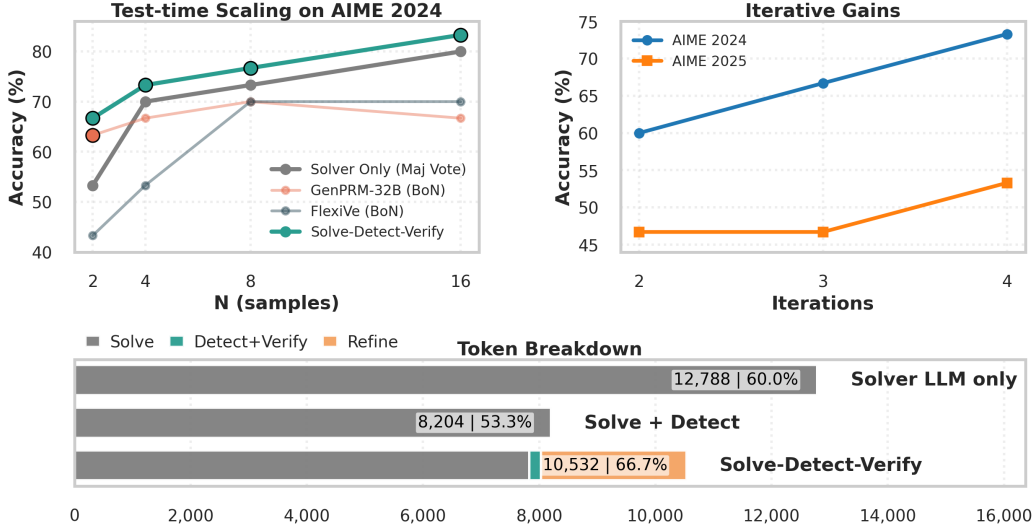 Test-time Scaling on AIME 2024
Accuracy (%)
80
70
60
50
40
2 4 8 16
N (samples)
Solver Only (Maj Vote)
GenPRM-32B (BoN)
FlexiVe (BoN)
Solve-Detect-Verify
Iterative Gains
Accuracy (%)
75
70
65
60
55
50
45
2 3 4
Iterations
AIME 2024
AIME 2025
Solve Detect+Verify Refine
Token Breakdown
12,788 | 60.0% Solver LLM only
8,204 | 53.3% Solve + Detect
10,532 | 66.7% Solve-Detect-Verify
0 2,000 4,000 6,000 8,000 10,000 12,000 14,000 16,000